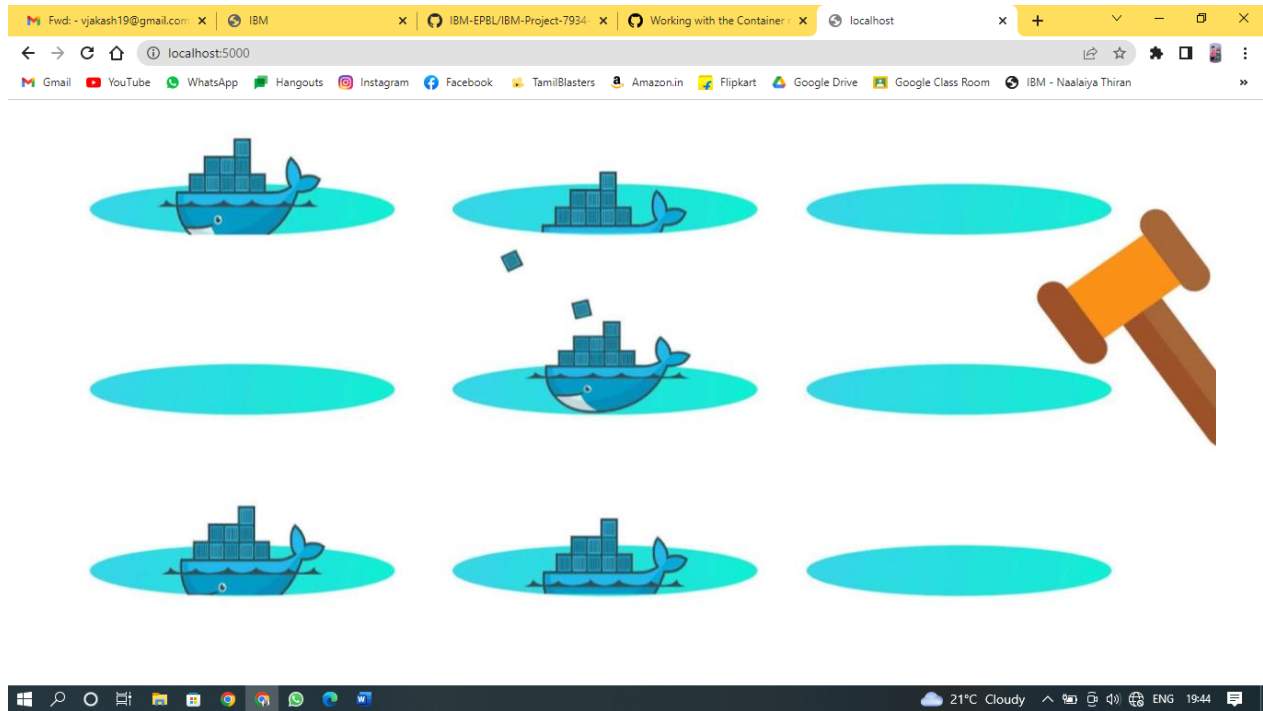 Fwd: - vjakash19@gmail.com IBM IBM-EPBL/IBM-Project-7934- Working with the Container localhost
localhost:5000
Gmail YouTube WhatsApp Hangouts Instagram Facebook TamilBlasters Amazon.in Flipkart Google Drive Google Class Room IBM - Naalaiya Thiran »
21°C Cloudy ENG 19:44